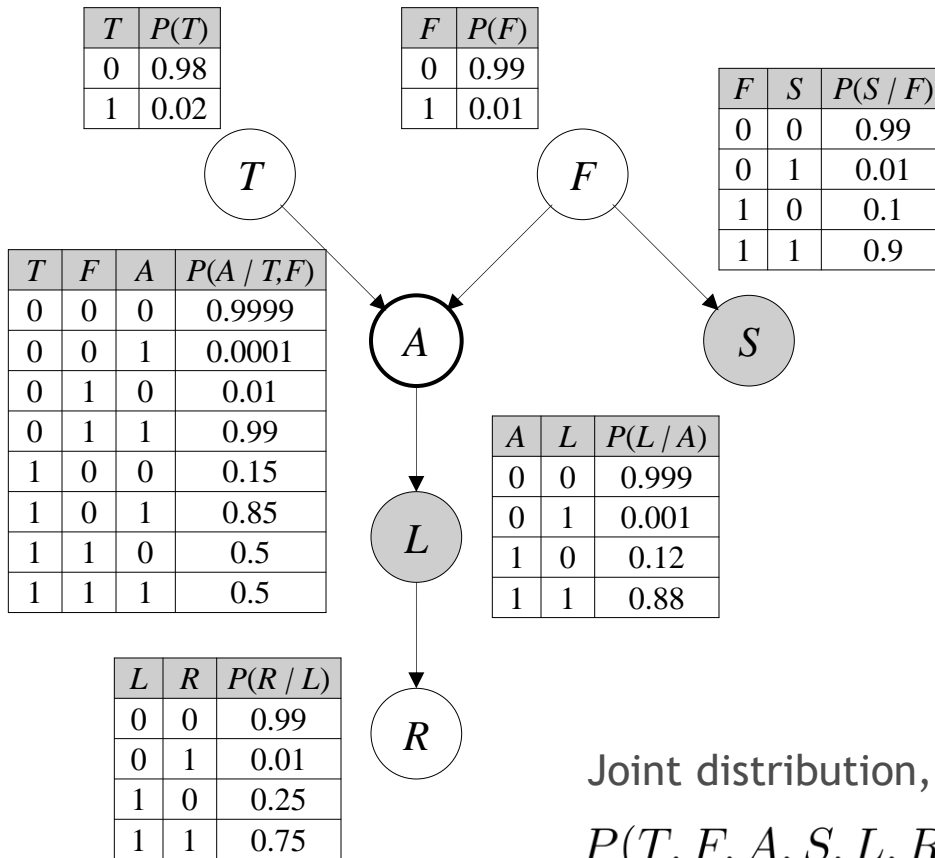 T P(T)
0 0.98
1 0.02
F P(F)
0 0.99
1 0.01
F S P(S / F)
0 0 0.99
0 1 0.01
1 0 0.1
1 1 0.9
T
F
T F A P(A / T,F)
0 0 0 0.9999
0 0 1 0.0001
0 1 0 0.01
0 1 1 0.99
1 0 0 0.15
1 0 1 0.85
1 1 0 0.5
1 1 1 0.5
A
S
A L P(L / A)
0 0 0.999
0 1 0.001
1 0 0.12
1 1 0.88
L
L R P(R / L)
0 0 0.99
0 1 0.01
1 0 0.25
1 1 0.75
R
Joint distribution,
P(T, F, A, S, L, R